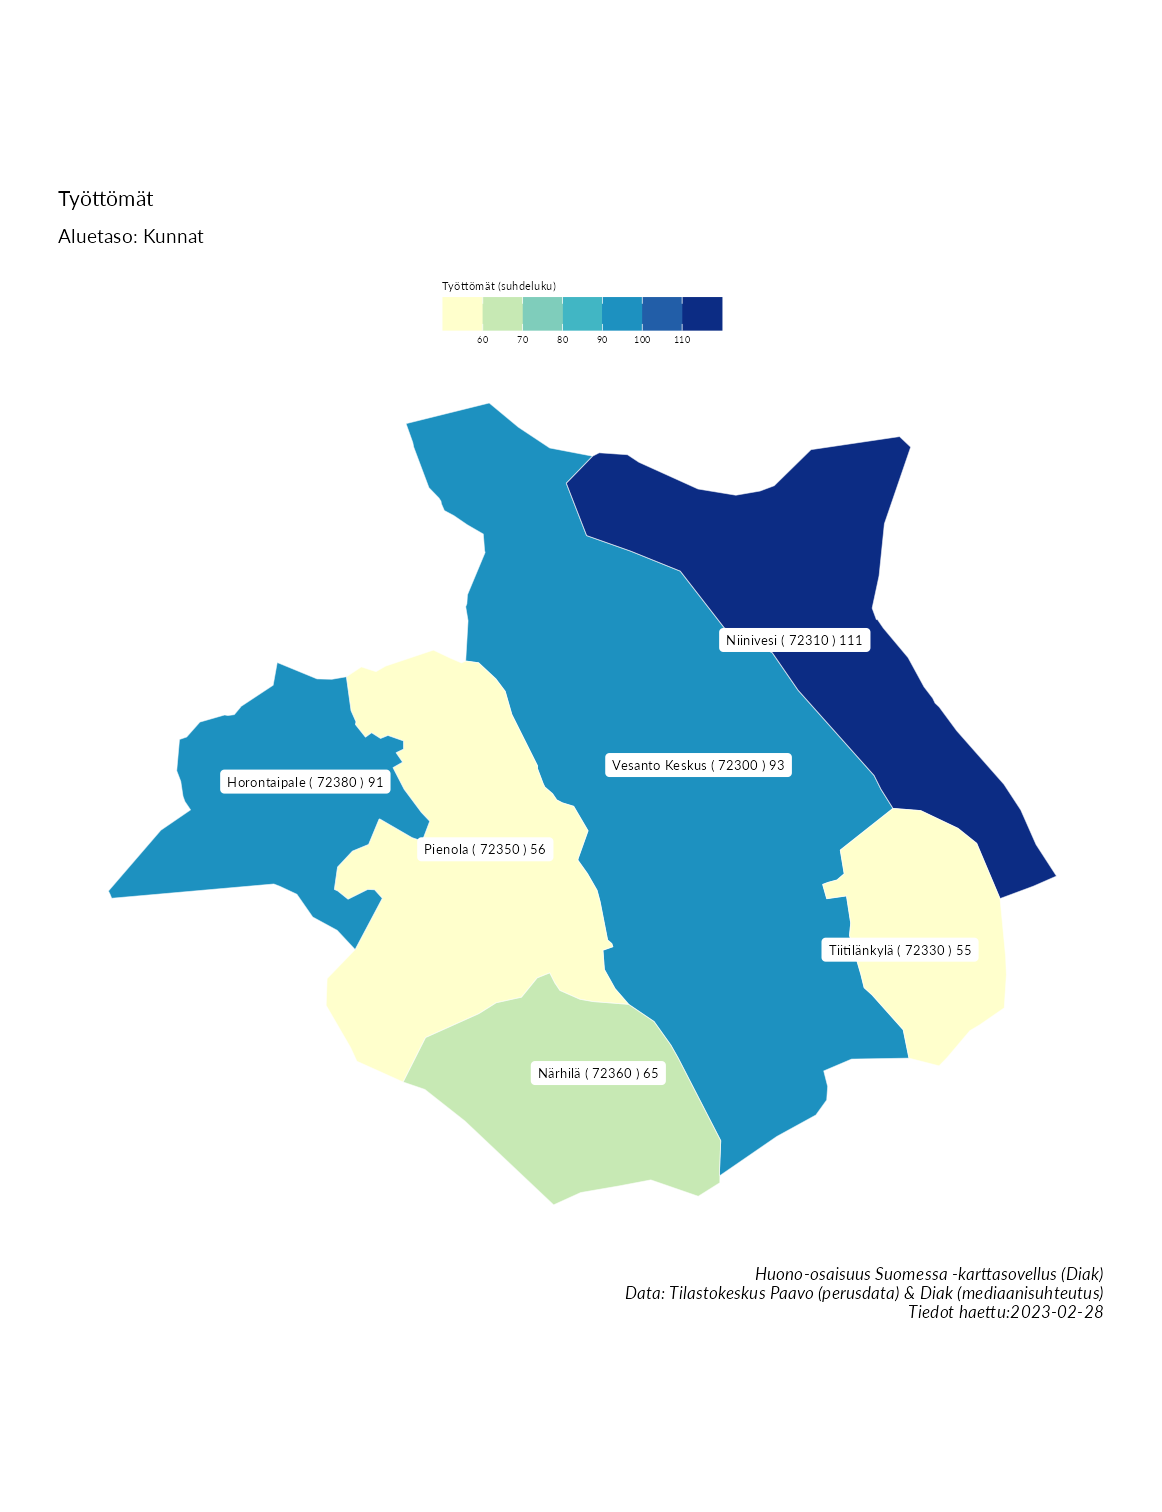 Työttömät
Aluetaso: Kunnat
Työttömät (suhdeluku)
60 70 80 90 100 110
Niinivesi ( 72310 ) 111
Vesanto Keskus ( 72300 ) 93
Horontaipale ( 72380 ) 91
Pienola ( 72350 ) 56
Tiitilänkylä ( 72330 ) 55
Närhilä ( 72360 ) 65
Huono-osaisuus Suomessa -karttasovellus (Diak)
Data: Tilastokeskus Paavo (perusdata) & Diak (mediaanisuhteutus)
Tiedot haettu:2023-02-28